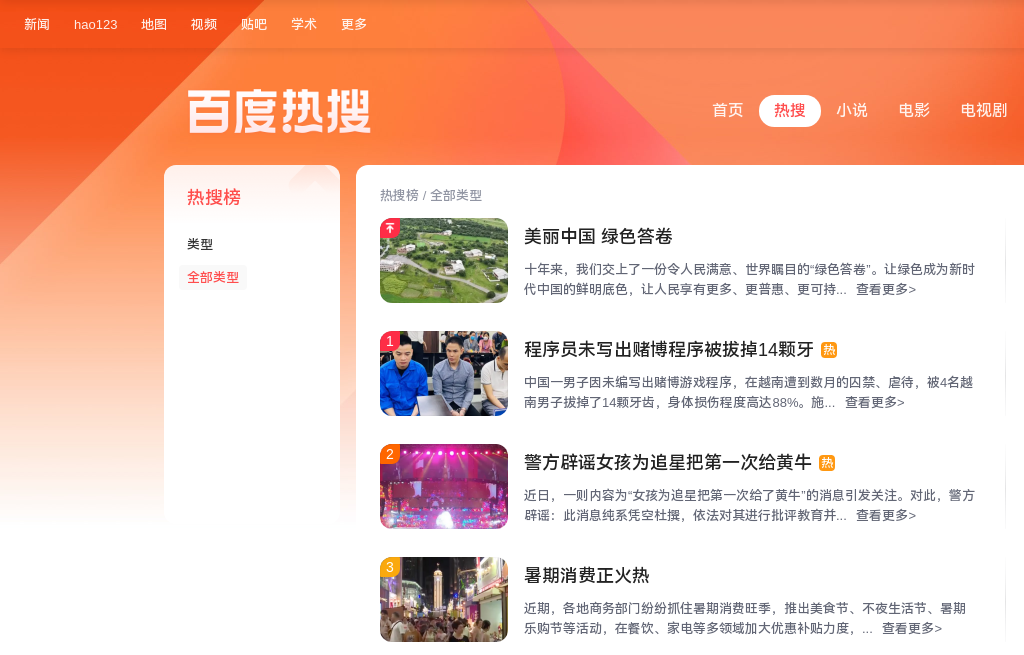 新闻 hao123 地图 视频 贴吧 学术 更多
百度热搜
首页 热搜 小说 电影 电视剧
热搜榜
类型
全部类型
热搜榜 / 全部类型
美丽中国 绿色答卷
十年来，我们交上了一份令人民满意、世界瞩目的“绿色答卷”。让绿色成为新时
代中国的鲜明底色，让人民享有更多、更普惠、更可持... 查看更多>
1
程序员未写出赌博程序被拔掉14颗牙 热
中国一男子因未编写出赌博游戏程序，在越南遭到数月的囚禁、虐待，被4名越
南男子拔掉了14颗牙齿，身体损伤程度高达88%。施... 查看更多>
2
警方辟谣女孩为追星把第一次给黄牛 热
近日，一则内容为“女孩为追星把第一次给了黄牛”的消息引发关注。对此，警方
辟谣：此消息纯系凭空杜撰，依法对其进行批评教育并... 查看更多>
3
暑期消费正火热
近期，各地商务部门纷纷抓住暑期消费旺季，推出美食节、不夜生活节、暑期
乐购节等活动，在餐饮、家电等多领域加大优惠补贴力度，... 查看更多>